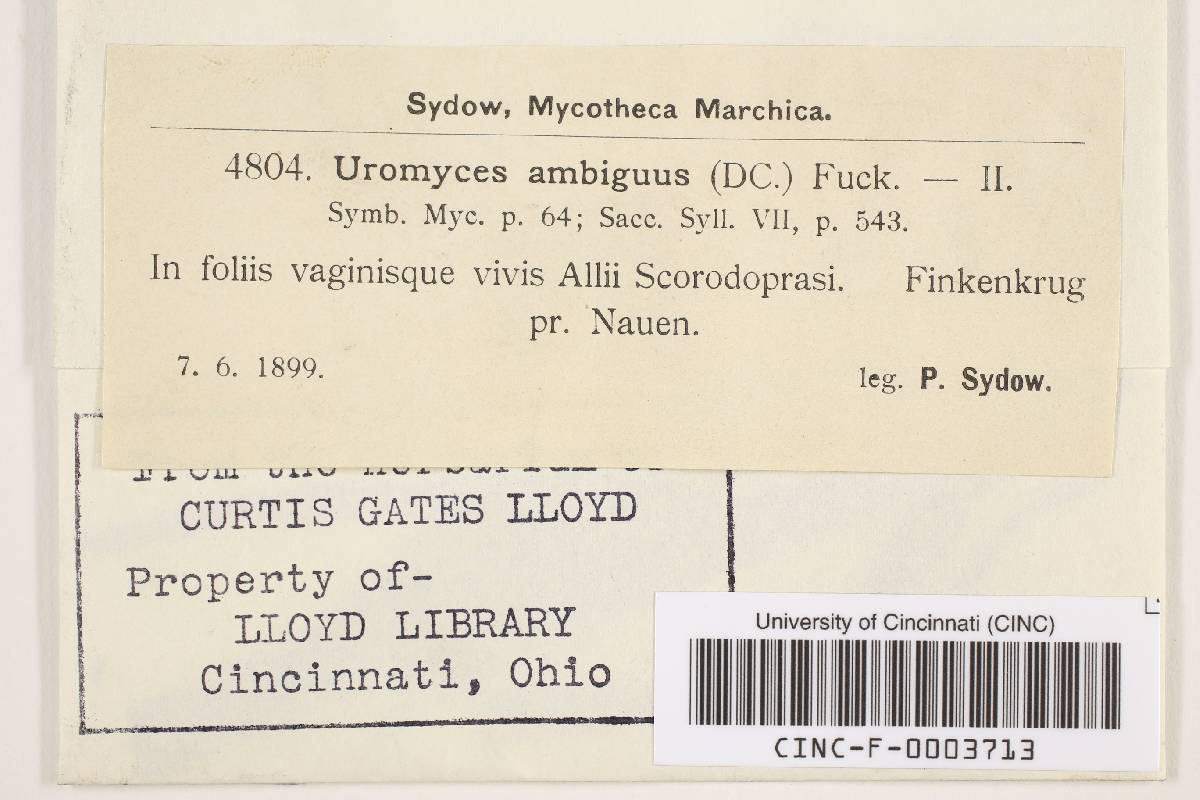 Sydow, Mycotheca Marchica.
4804. Uromyces ambiguus (DC.) Fuck. — II.
Symb. Myc. p. 64; Sacc. Syll. VII, p. 543.
In foliis vaginisque vivis Allii Scorodoprasi. Finkenkrug
pr. Nauen.
7. 6. 1899.
leg. P. Sydow.
CURTIS GATES LLOYD
Property of-
LLOYD LIBRARY
Cincinnati, Ohio
University of Cincinnati (CINC)
CINC-F-0003713